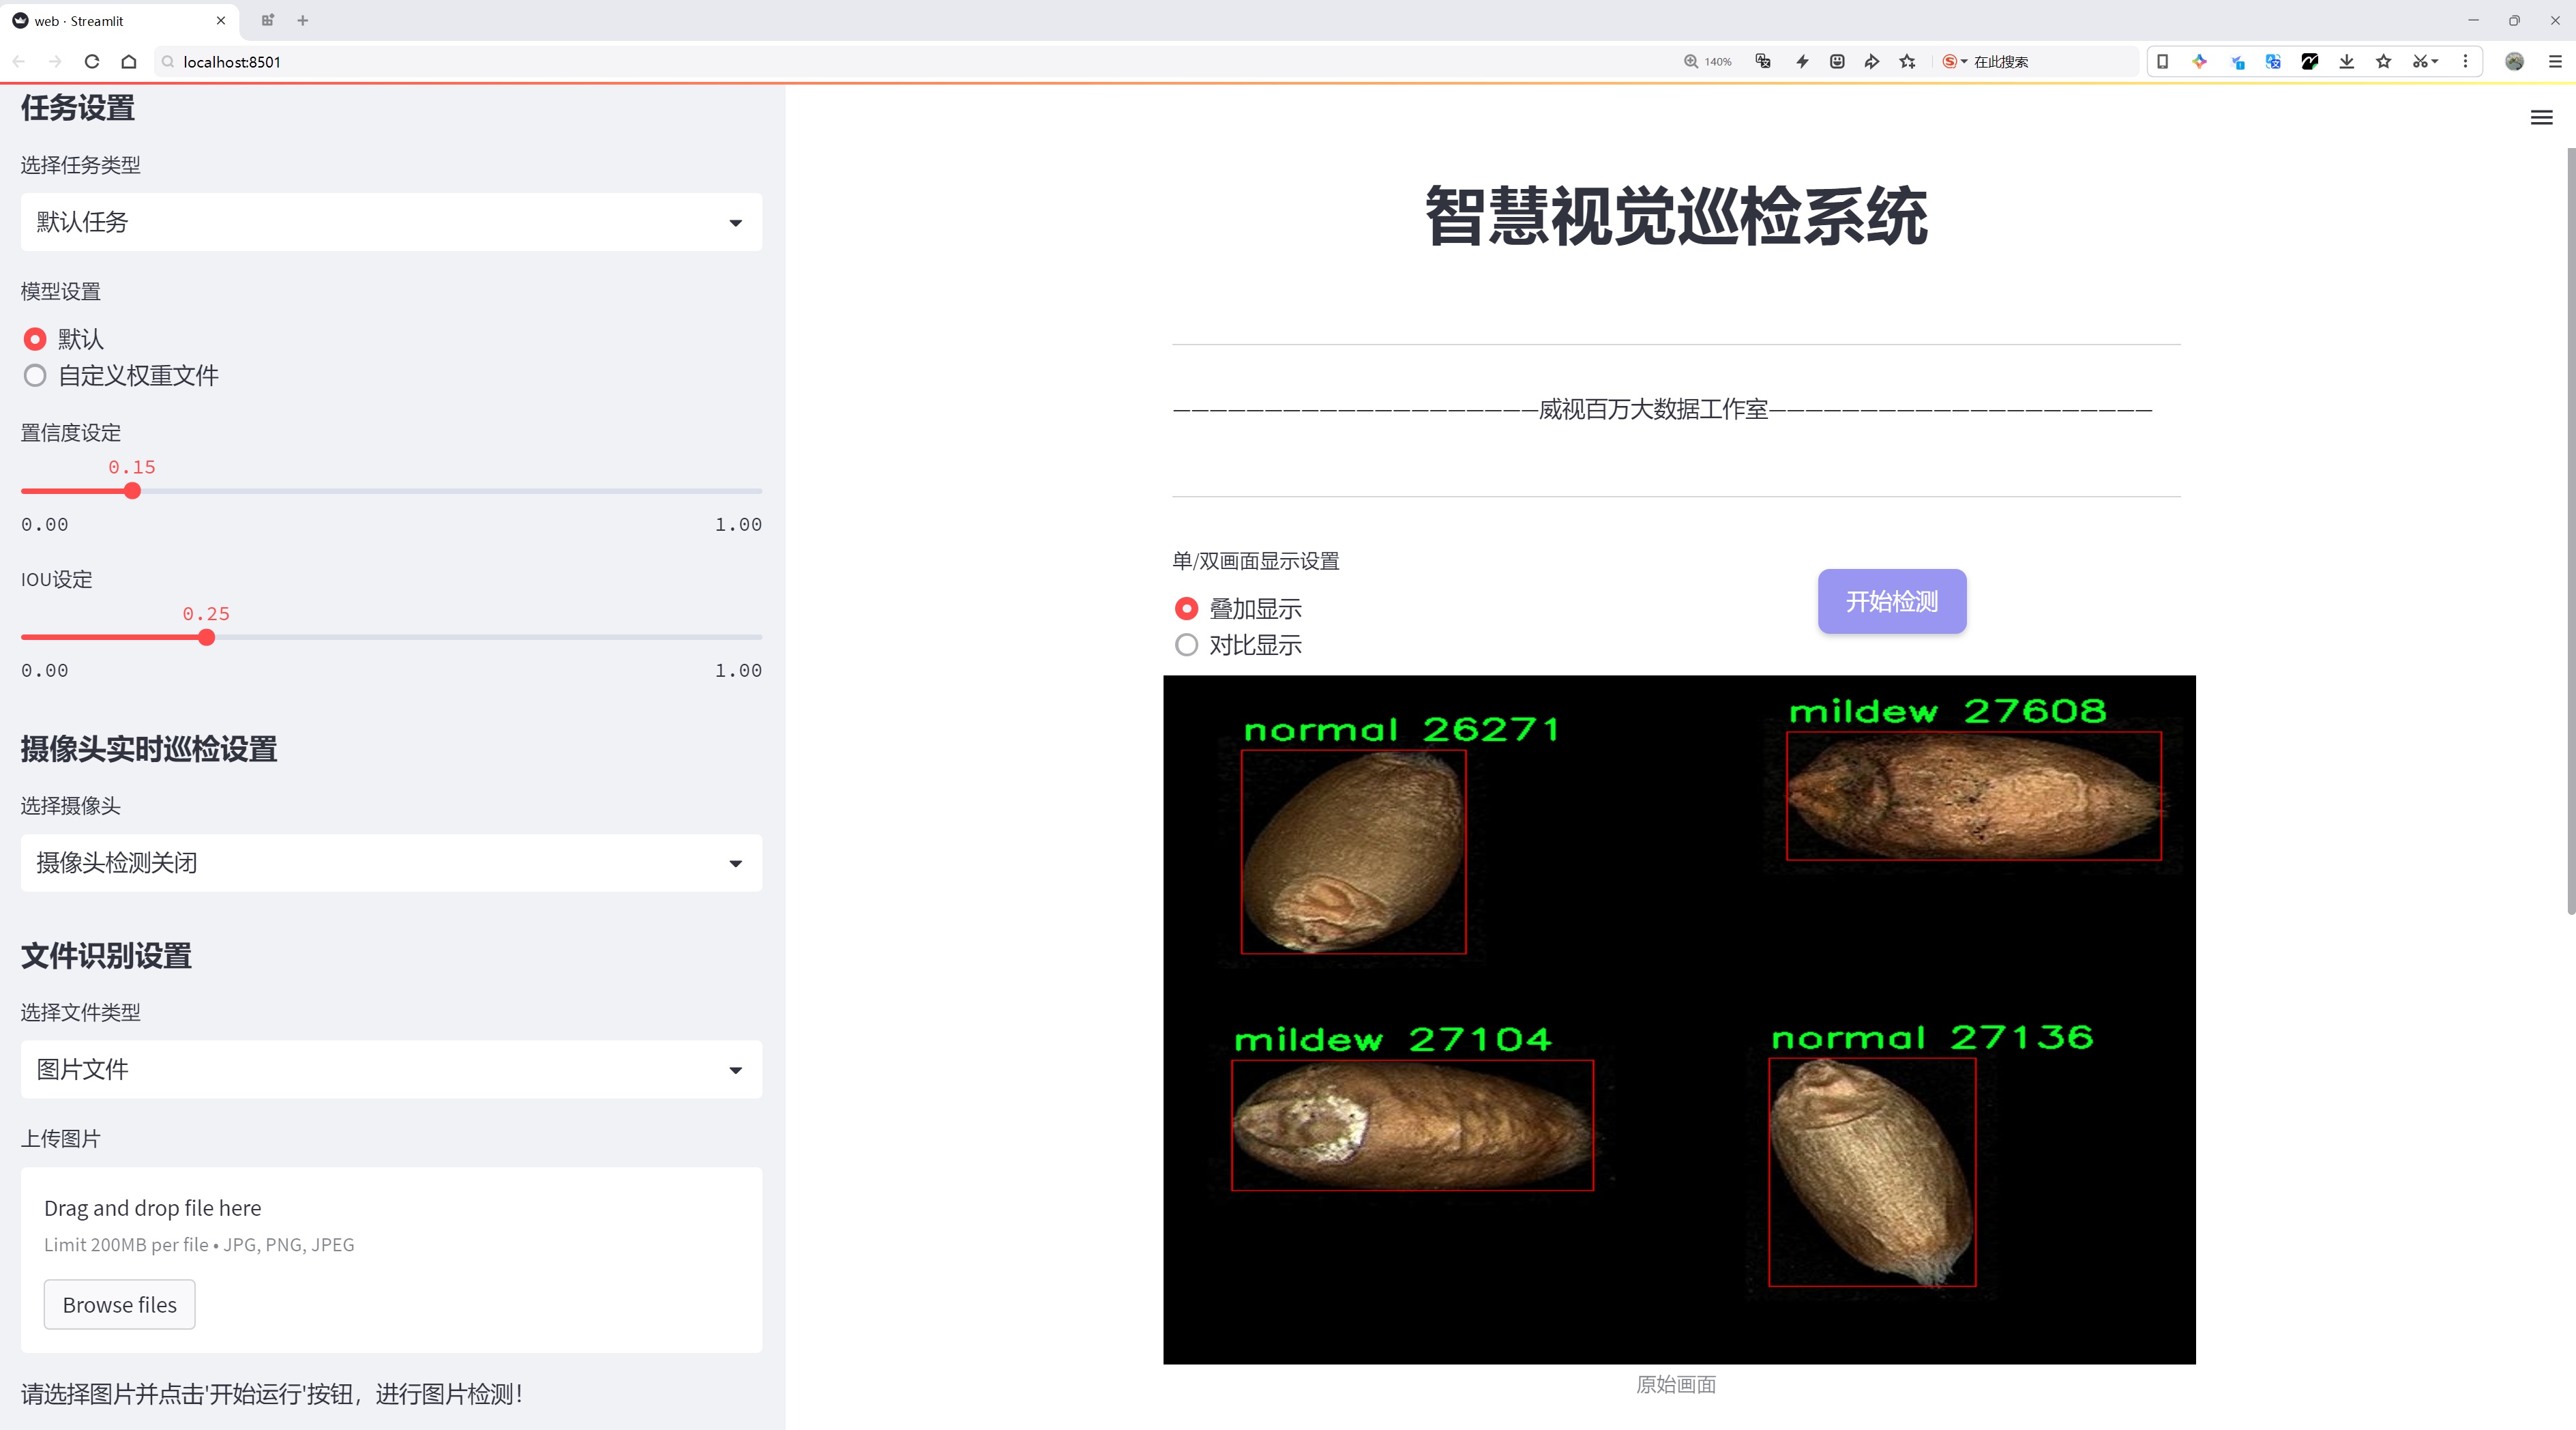 web · Streamlit
localhost:8501
140%
在此搜索
任务设置
选择任务类型
默认任务
模型设置
默认
自定义权重文件
置信度设定
0.15
0.00
1.00
IOU设定
0.25
0.00
1.00
摄像头实时巡检设置
选择摄像头
摄像头检测关闭
文件识别设置
选择文件类型
图片文件
上传图片
Drag and drop file here
Limit 200MB per file • JPG, PNG, JPEG
Browse files
请选择图片并点击'开始运行'按钮，进行图片检测！
智慧视觉巡检系统
————————————————————威视百万大数据工作室—————————————————————
单/双画面显示设置
叠加显示
对比显示
开始检测
normal 26271
mildew 27608
mildew 27104
normal 27136
原始画面